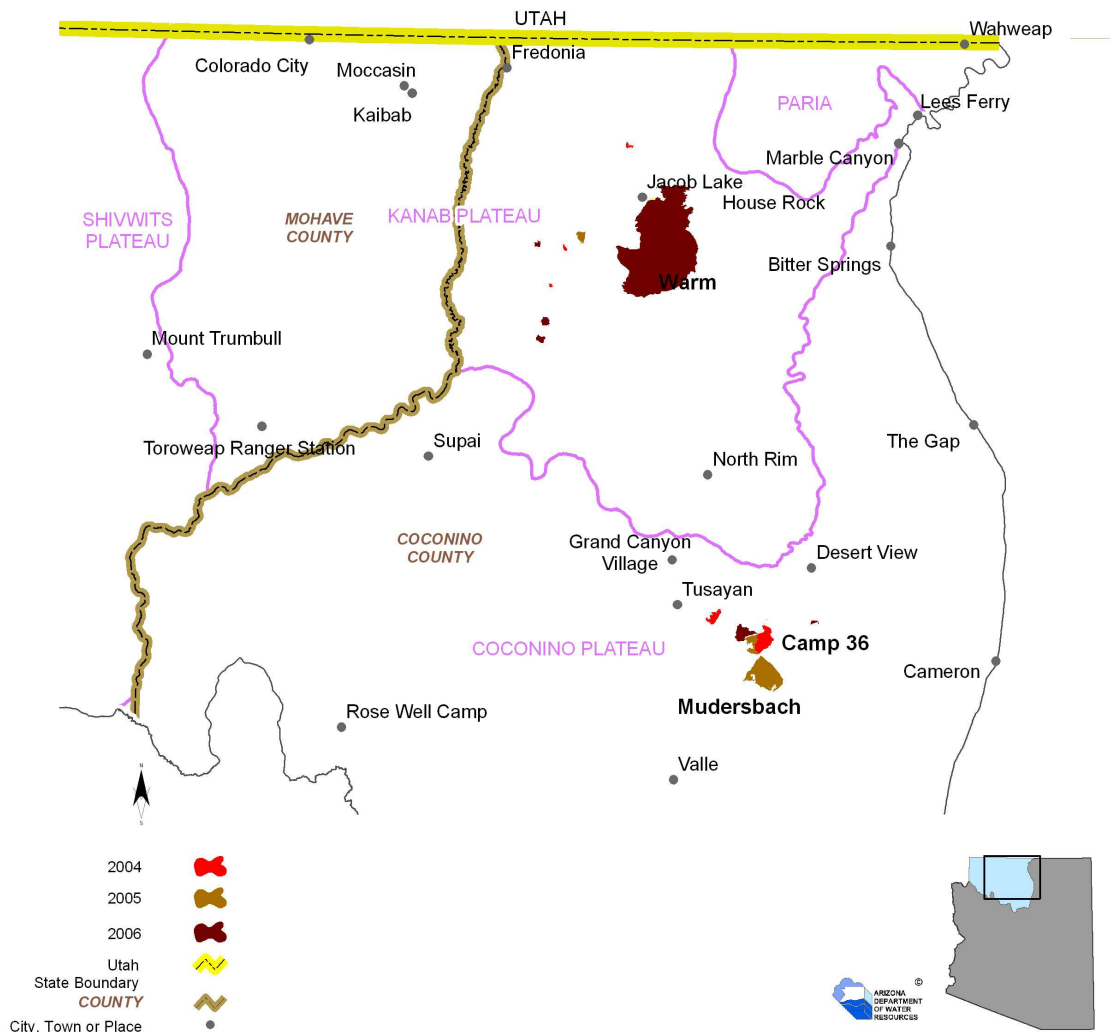 UTAH
Wahweap
Colorado City
Fredonia
Moccasin
Kaibab
PARIA
Lees Ferry
Marble Canyon
Jacob Lake
House Rock
SHIVWITS
PLATEAU
MOHAVE
COUNTY
KANAB PLATEAU
Bitter Springs
Warm
Mount Trumbull
Toroweap Ranger Station
Supai
The Gap
North Rim
COCONINO
COUNTY
Grand Canyon
Village
Desert View
Tusayan
COCONINO PLATEAU
Camp 36
Cameron
Mudersbach
Rose Well Camp
Valle
N
S
2004
2005
2006
Utah
State Boundary
COUNTY
City, Town or Place
©
ARIZONA
DEPARTMENT
OF WATER
RESOURCES